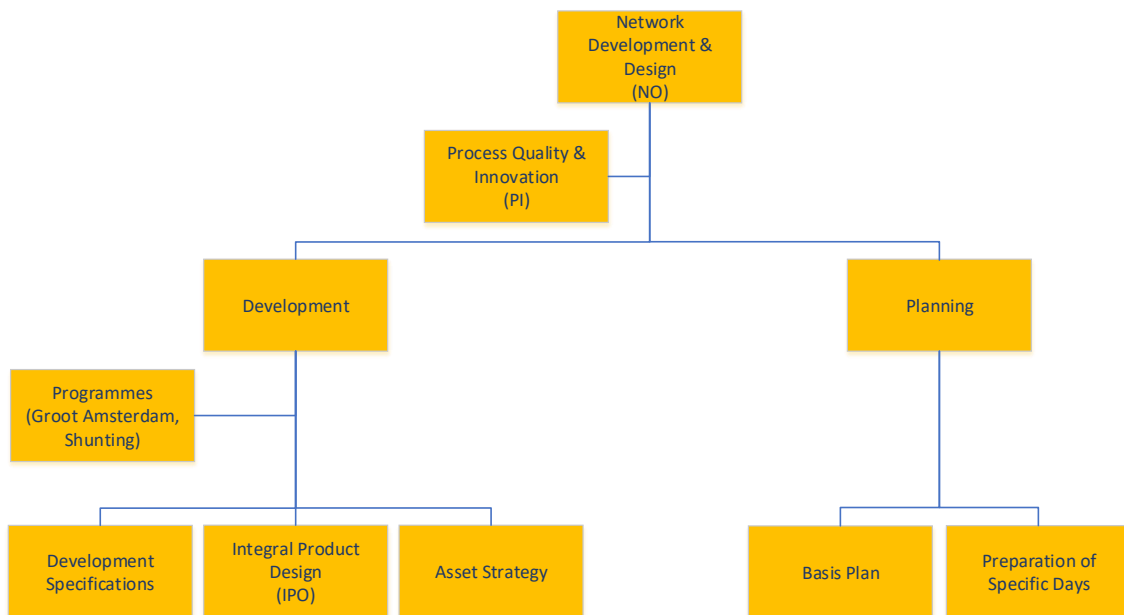 Network
Development &
Design
(NO)
Process Quality &
Innovation
(PI)
Development
Planning
Programmes
(Groot Amsterdam,
Shunting)
Development
Specifications
Integral Product
Design
(IPO)
Asset Strategy
Basis Plan
Preparation of
Specific Days